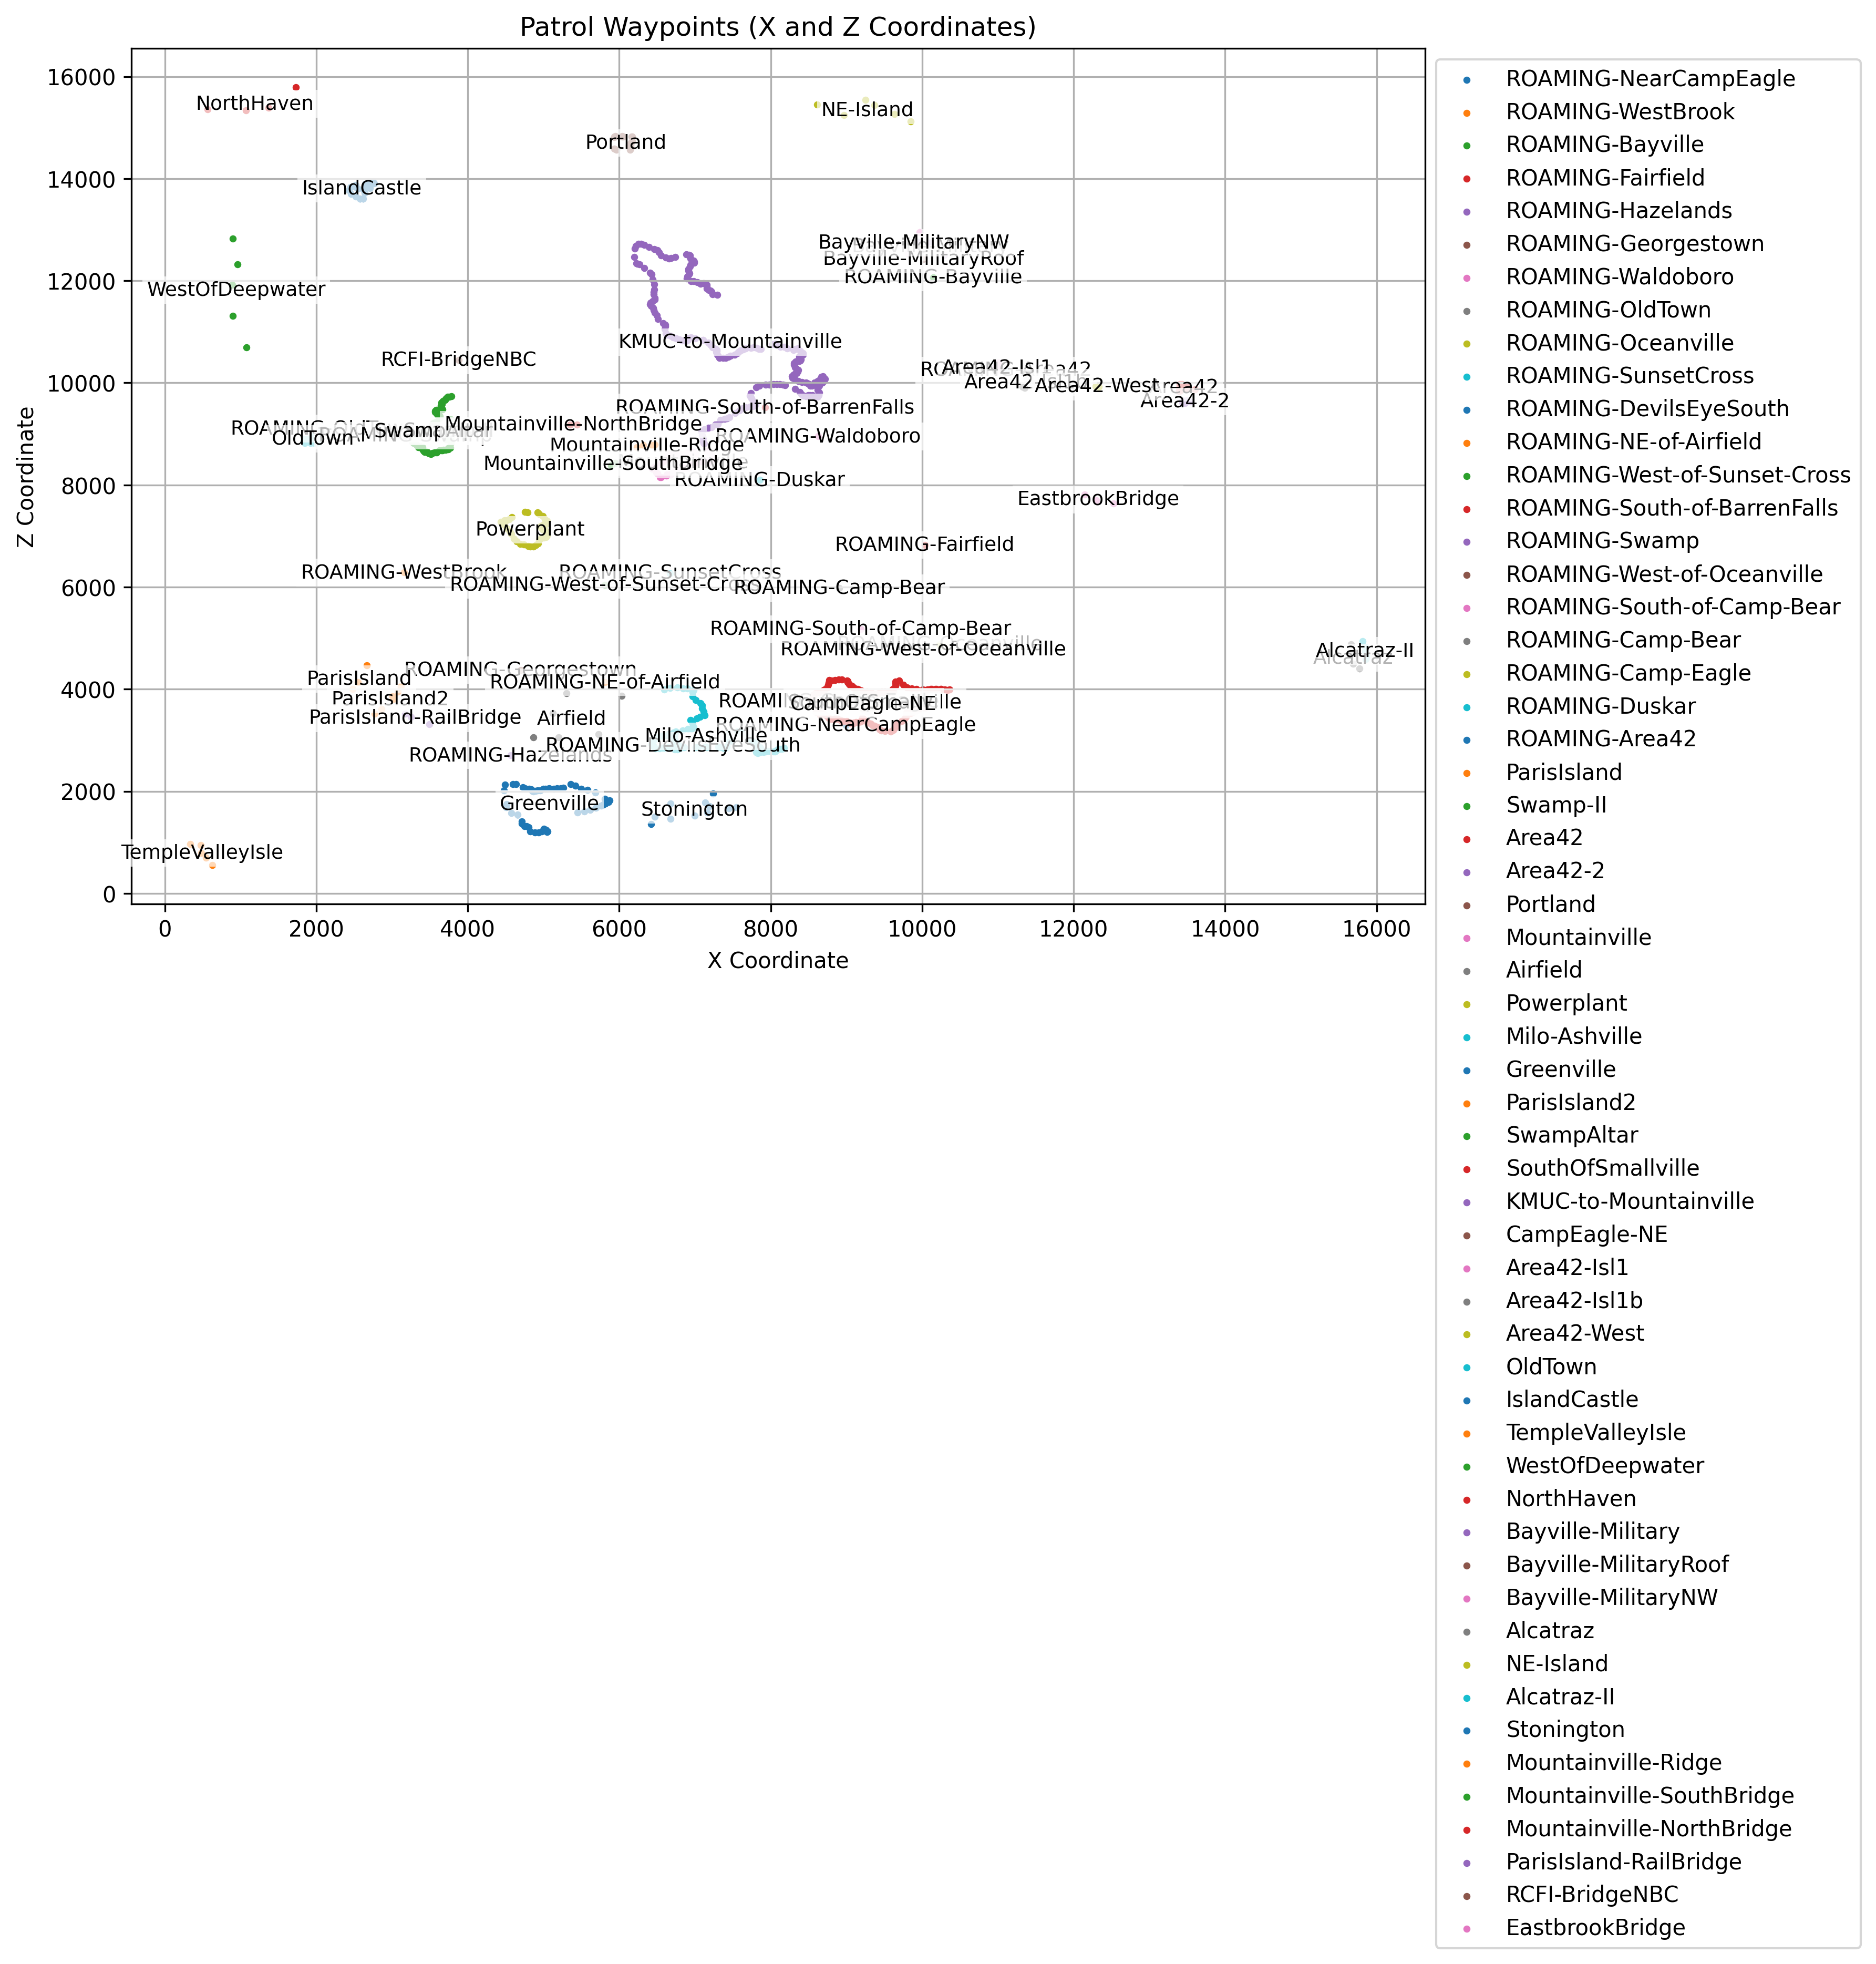 Patrol Waypoints (X and Z Coordinates)
16000
14000
12000
10000
8000
6000
4000
2000
0
Z Coordinate
NorthHaven
NE-Island
Portland
IslandCastle
Bayville-MilitaryNW
Bayville-MilitaryRoof
ROAMING-Bayville
WestOfDeepwater
KMUC-to-Mountainville
RCFI-BridgeNBC
Area42-Isl1
Area42-West
Area42-2
ROAMING-South-of-BarrenFalls
Mountainville-NorthBridge
OldTown
ROAMING-Waldoboro
Mountainville-Ridge
Mountainville-SouthBridge
ROAMING-Duskar
EastbrookBridge
Powerplant
ROAMING-Fairfield
ROAMING-WestBrook
ROAMING-SunsetCross
ROAMING-West-of-Sunset-Cross
ROAMING-Camp-Bear
ROAMING-South-of-Camp-Bear
ROAMING-West-of-Oceanville
Alcatraz-II
Alcatraz
ROAMING-Georgestown
ParisIsland
ROAMING-NE-of-Airfield
ParisIsland2
CampEagle-NE
ParisIsland-RailBridge
Airfield
ROAMING-NearCampEagle
Milo-Ashville
ROAMING-DevilsEyeSouth
ROAMING-Hazelands
Greenville
Stonington
TempleValleyIsle
0 2000 4000 6000 8000 10000 12000 14000 16000
X Coordinate
ROAMING-NearCampEagle
ROAMING-WestBrook
ROAMING-Bayville
ROAMING-Fairfield
ROAMING-Hazelands
ROAMING-Georgestown
ROAMING-Waldoboro
ROAMING-OldTown
ROAMING-Oceanville
ROAMING-SunsetCross
ROAMING-DevilsEyeSouth
ROAMING-NE-of-Airfield
ROAMING-West-of-Sunset-Cross
ROAMING-South-of-BarrenFalls
ROAMING-Swamp
ROAMING-West-of-Oceanville
ROAMING-South-of-Camp-Bear
ROAMING-Camp-Bear
ROAMING-Camp-Eagle
ROAMING-Duskar
ROAMING-Area42
ParisIsland
Swamp-II
Area42
Area42-2
Portland
Mountainville
Airfield
Powerplant
Milo-Ashville
Greenville
ParisIsland2
SwampAltar
SouthOfSmallville
KMUC-to-Mountainville
CampEagle-NE
Area42-Isl1
Area42-Isl1b
Area42-West
OldTown
IslandCastle
TempleValleyIsle
WestOfDeepwater
NorthHaven
Bayville-Military
Bayville-MilitaryRoof
Bayville-MilitaryNW
Alcatraz
NE-Island
Alcatraz-II
Stonington
Mountainville-Ridge
Mountainville-SouthBridge
Mountainville-NorthBridge
ParisIsland-RailBridge
RCFI-BridgeNBC
EastbrookBridge